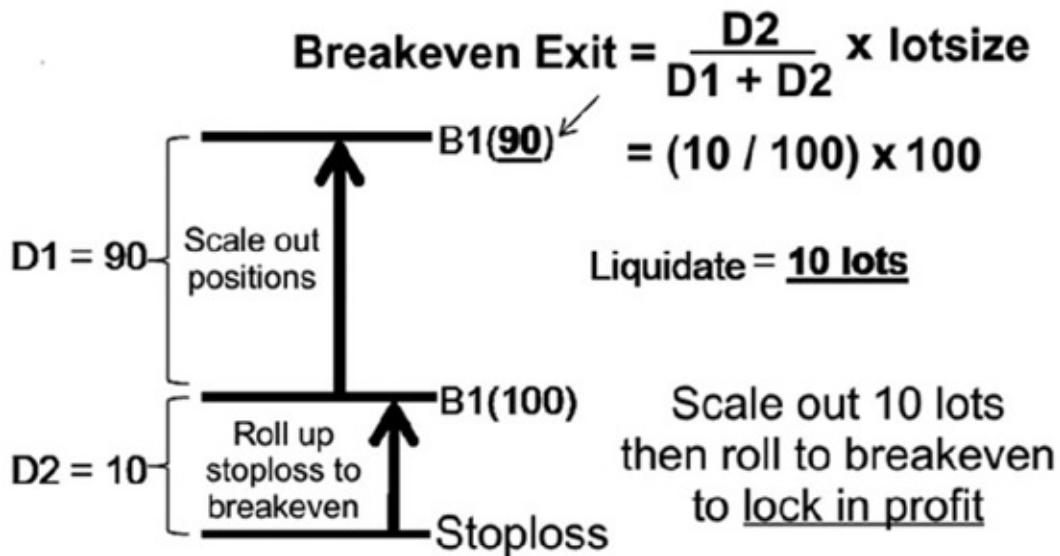 Breakeven Exit = D2 / D1 + D2 x lotsize
B1(90)
= (10 / 100) x 100
D1 = 90
Scale out
positions
Liquidate = 10 lots
B1(100)
D2 = 10
Roll up
stoploss to
breakeven
Stoploss
Scale out 10 lots
then roll to breakeven
to lock in profit